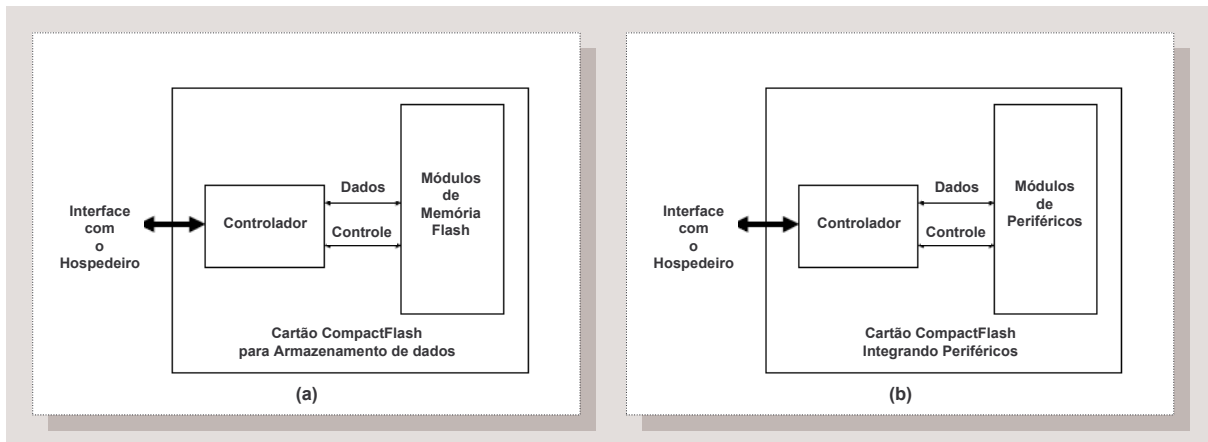 Interface
com
o
Hospedeiro
Controlador
Dados
Controle
Módulos
de
Memória
Flash
Cartão CompactFlash
para Armazenamento de dados
(a)
Interface
com
o
Hospedeiro
Controlador
Dados
Controle
Módulos
de
Periféricos
Cartão CompactFlash
Integrando Periféricos
(b)